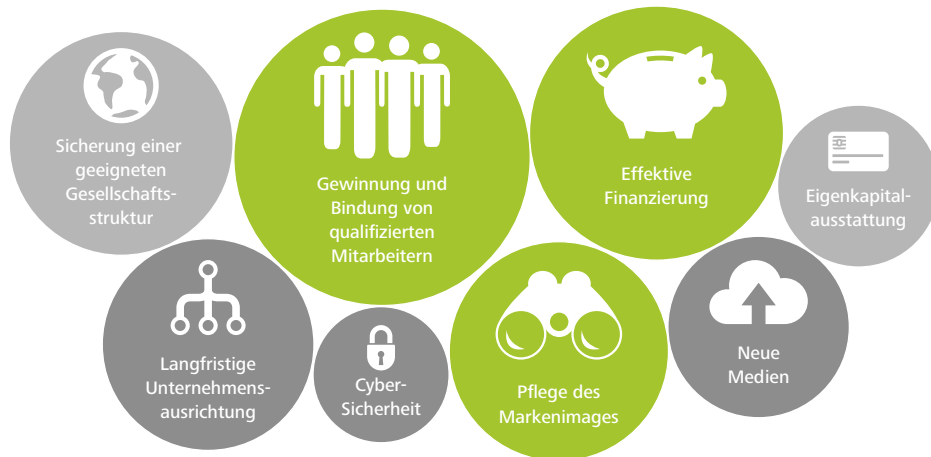 Sicherung einer
geeigneten
Gesellschafts-
struktur
Gewinnung und
Bindung von
qualifizierten
Mitarbeitern
Effektive
Finanzierung
Eigenkapital-
ausstattung
Langfristige
Unternehmens-
ausrichtung
Cyber-
Sicherheit
Pflege des
Markenimages
Neue
Medien